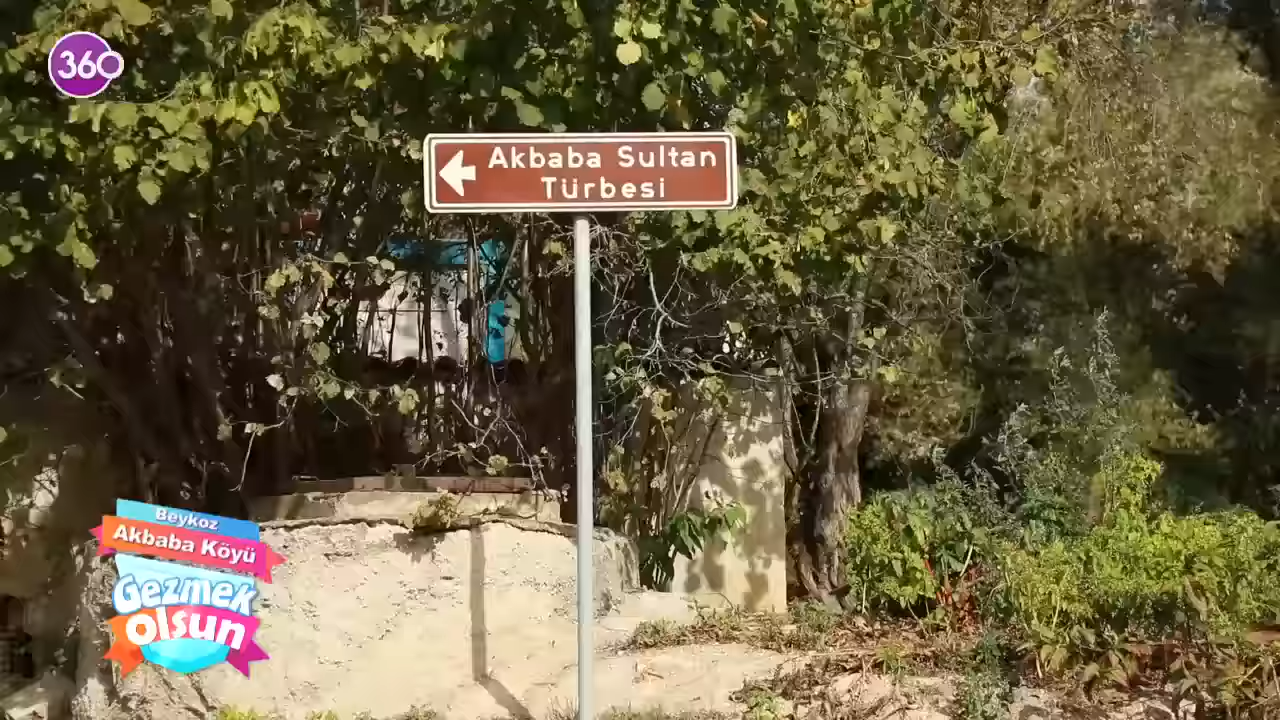 360
Akbaba Sultan
Türbesi
Beykoz
Akbaba Köyü
Gezmek
olsun